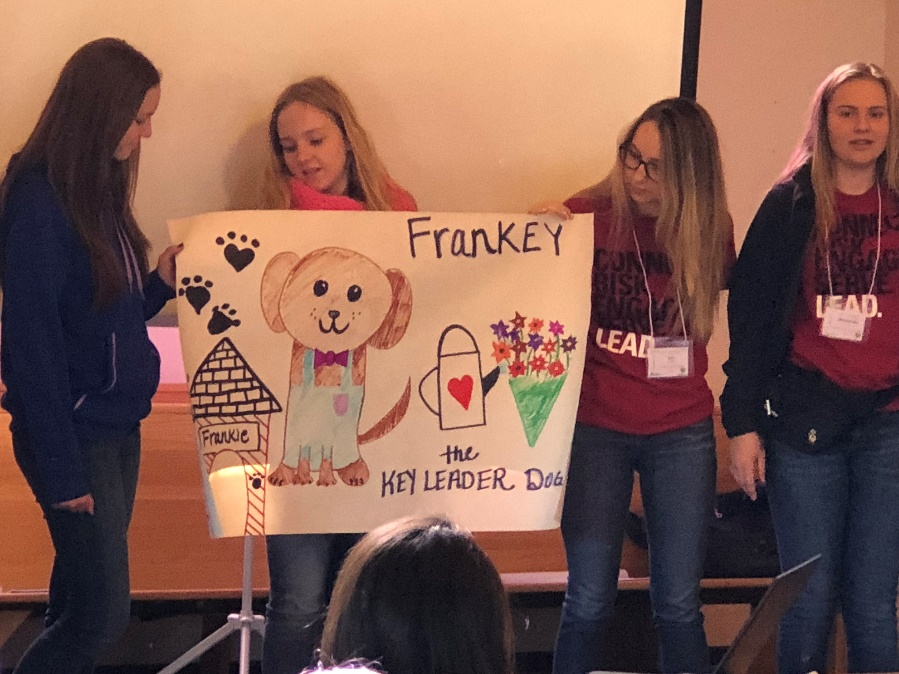 FranKEY
Frankie
the
KEY LEADER DOG
LEAD.
LEAD.